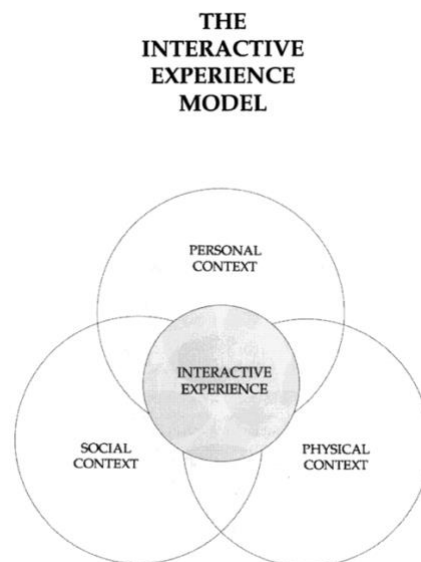 THE
INTERACTIVE
EXPERIENCE
MODEL
PERSONAL
CONTEXT
INTERACTIVE
EXPERIENCE
SOCIAL
CONTEXT
PHYSICAL
CONTEXT